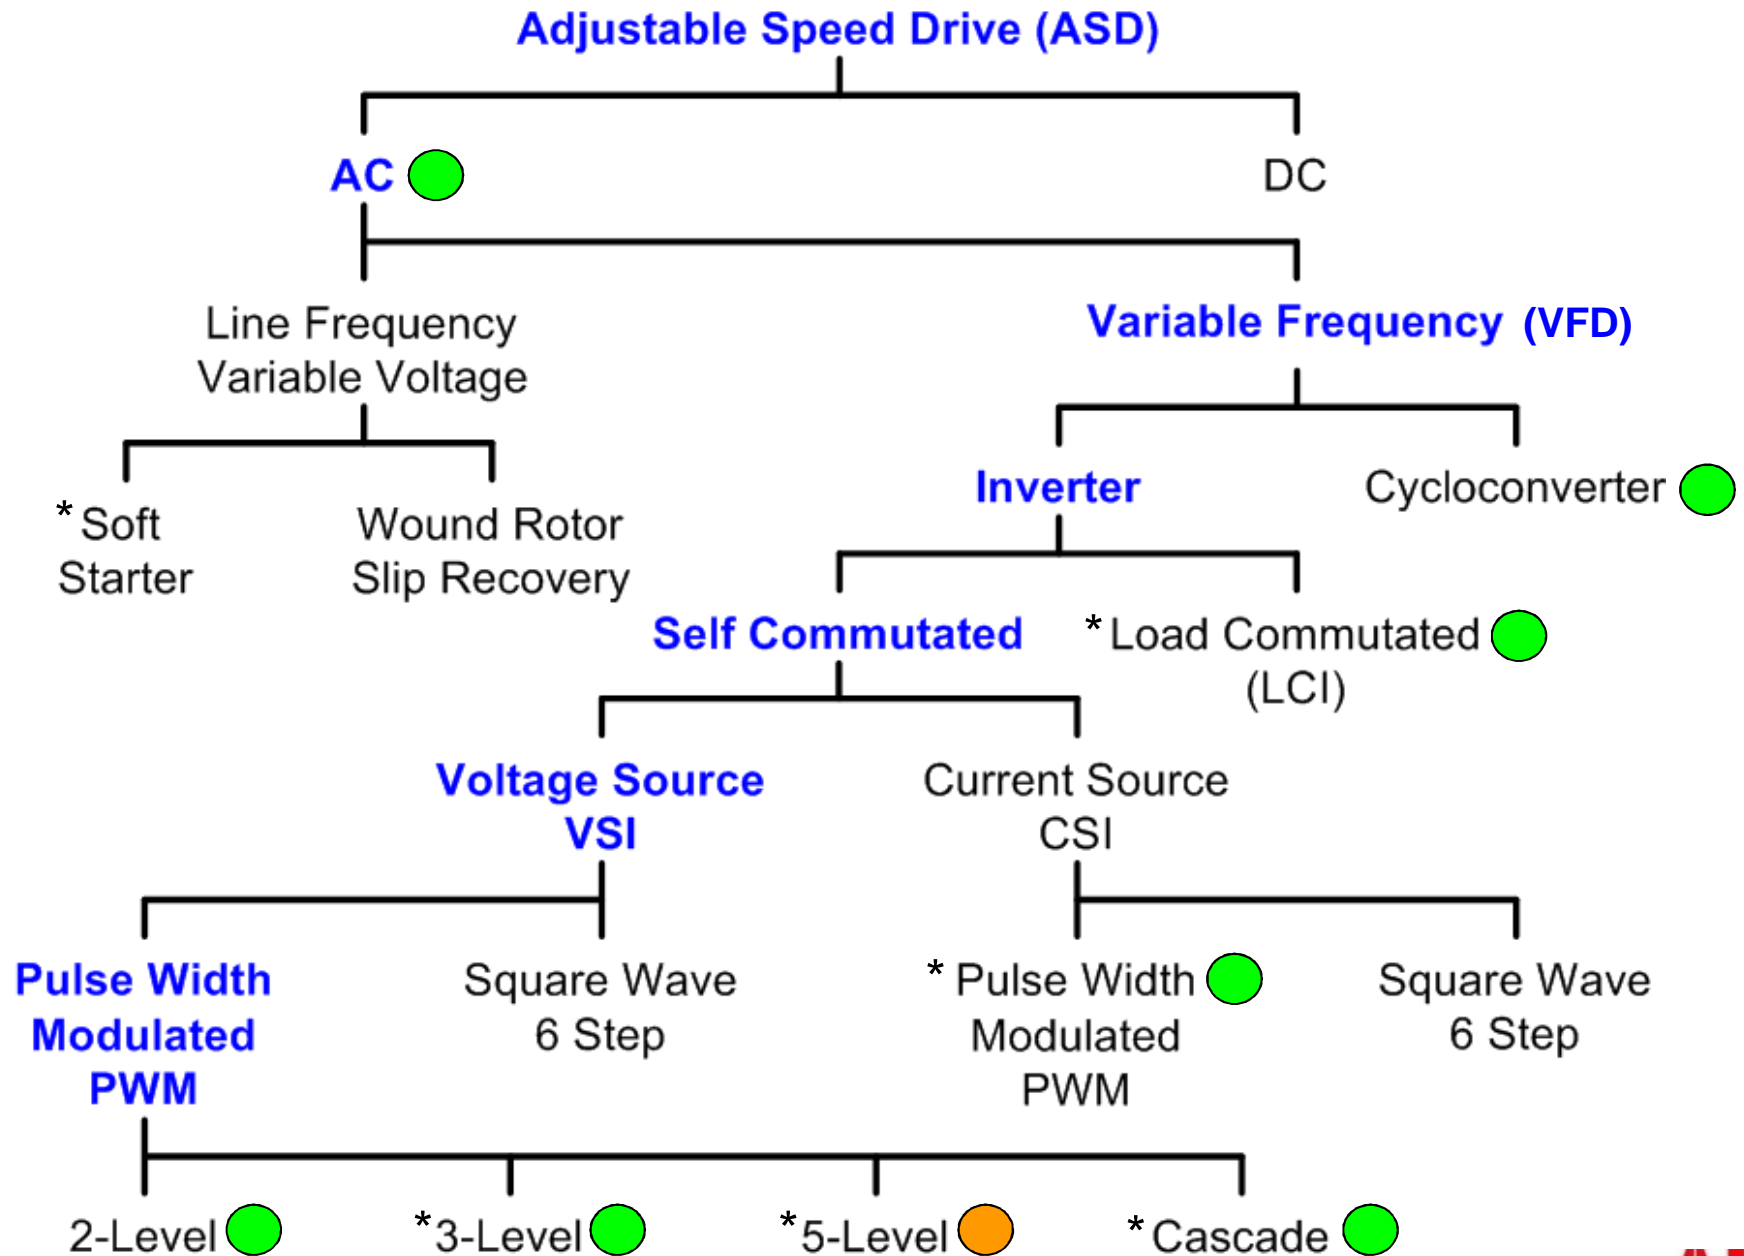 Adjustable Speed Drive (ASD)
AC
DC
Line Frequency
Variable Voltage
Variable Frequency (VFD)
* Soft
Starter
Wound Rotor
Slip Recovery
Inverter
Cycloconverter
Self Commutated
* Load Commutated
(LCI)
Voltage Source
VSI
Current Source
CSI
Pulse Width
Modulated
PWM
Square Wave
6 Step
* Pulse Width
Modulated
PWM
Square Wave
6 Step
2-Level
*3-Level
*5-Level
*Cascade